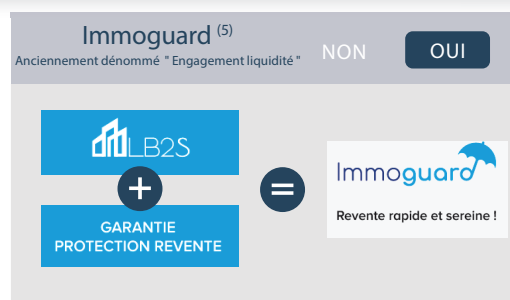 Immoguard (5)
Anciennement dénommé " Engagement liquidité "
NON
OUI
LB2S
+
=
GARANTIE
PROTECTION REVENTE
Immoguard
Revente rapide et sereine !